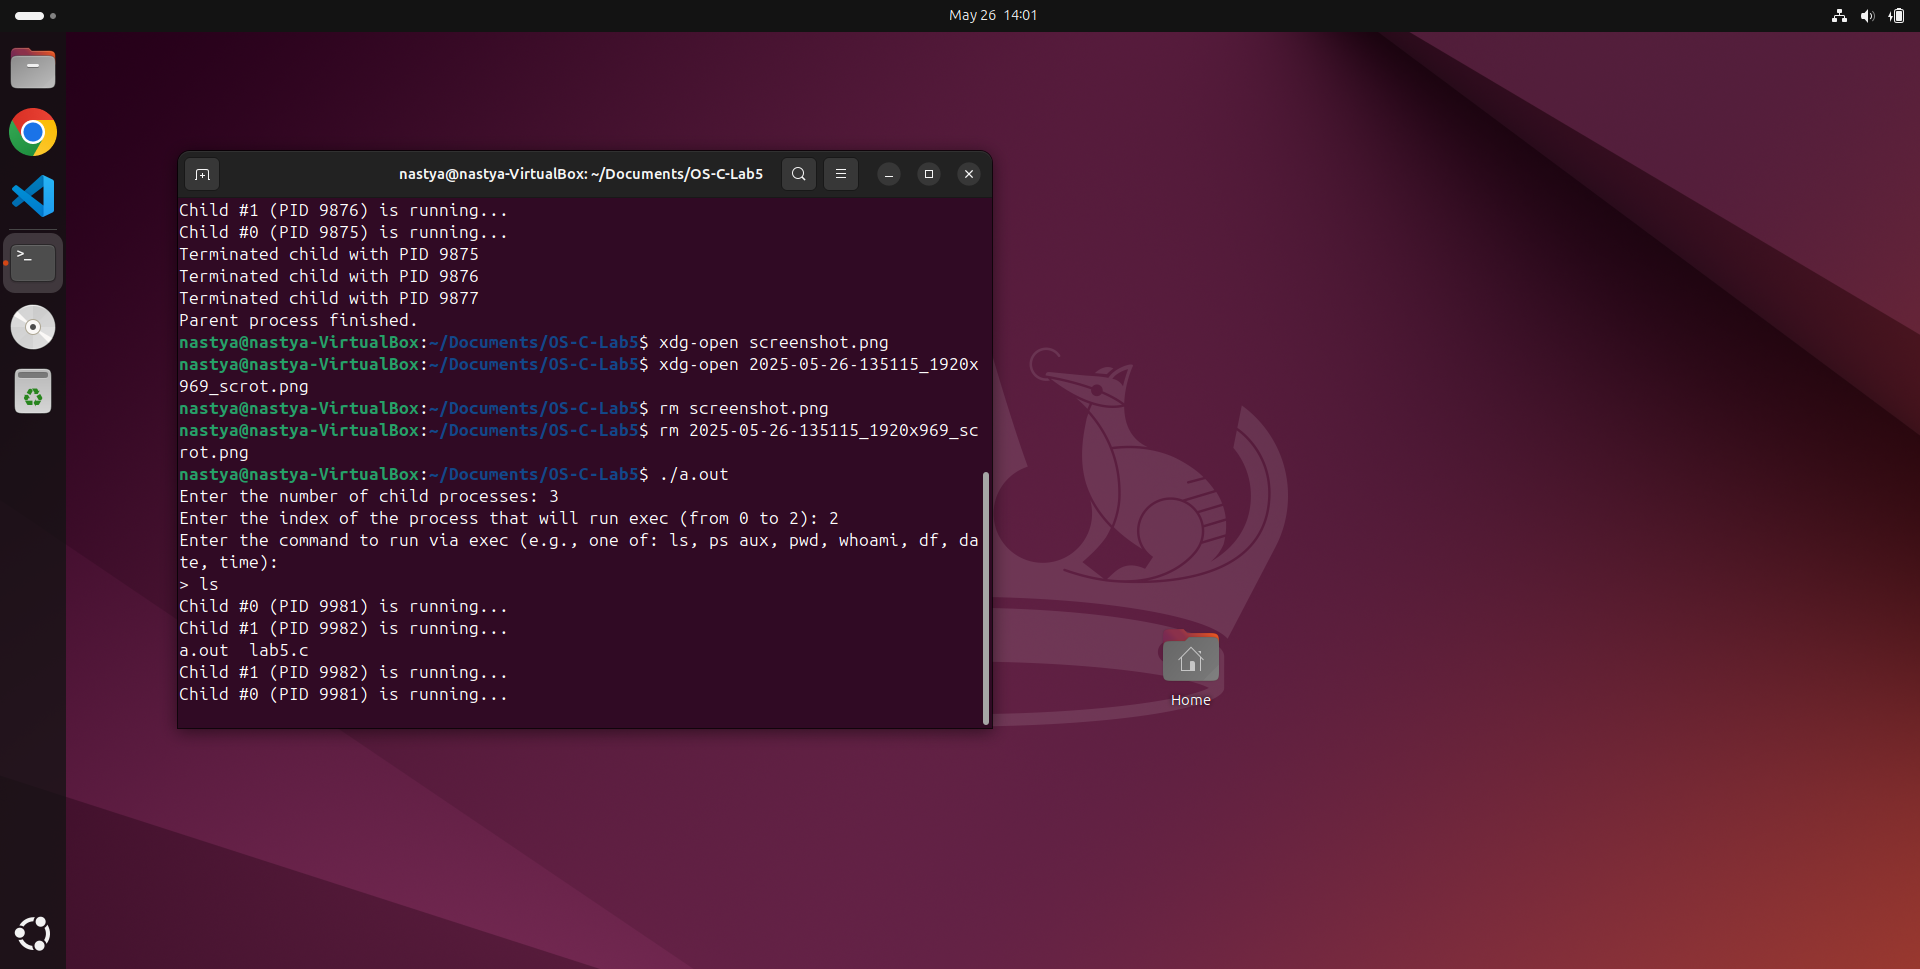 May 26 14:01
nastya@nastya-VirtualBox: ~/Documents/OS-C-Lab5
Child #1 (PID 9876) is running...
Child #0 (PID 9875) is running...
Terminated child with PID 9875
Terminated child with PID 9876
Terminated child with PID 9877
Parent process finished.
nastya@nastya-VirtualBox:~/Documents/OS-C-Lab5$ xdg-open screenshot.png
nastya@nastya-VirtualBox:~/Documents/OS-C-Lab5$ xdg-open 2025-05-26-135115_1920x
969_scrot.png
nastya@nastya-VirtualBox:~/Documents/OS-C-Lab5$ rm screenshot.png
nastya@nastya-VirtualBox:~/Documents/OS-C-Lab5$ rm 2025-05-26-135115_1920x969_sc
rot.png
nastya@nastya-VirtualBox:~/Documents/OS-C-Lab5$ ./a.out
Enter the number of child processes: 3
Enter the index of the process that will run exec (from 0 to 2): 2
Enter the command to run via exec (e.g., one of: ls, ps aux, pwd, whoami, df, da
te, time):
> ls
Child #0 (PID 9981) is running...
Child #1 (PID 9982) is running...
a.out  lab5.c
Child #1 (PID 9982) is running...
Child #0 (PID 9981) is running...
Home